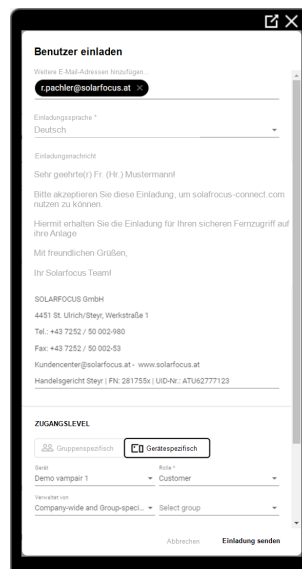 Benutzer einladen
Weitere E-Mail-Adressen hinzufügen...
r.pachler@solarfocus.at ×
Einladungssprache *
Deutsch
Einladungsnachricht
Sehr geehrte(r) Fr. (Hr.) Mustermann!
Bitte akzeptieren Sie diese Einladung, um solafrocus-connect.com
nutzen zu können.
Hiermit erhalten Sie die Einladung für Ihren sicheren Fernzugriff auf
ihre Anlage
Mit freundlichen Grüßen,
Ihr Solarfocus Team!
SOLARFOCUS GmbH
4451 St. Ulrich/Steyr, Werkstraße 1
Tel.: +43 7252 / 50 002-980
Fax: +43 7252 / 50 002-53
Kundencenter@solarfocus.at - www.solarfocus.at
Handelsgericht Steyr | FN: 281755x | UID-Nr.: ATU62777123
ZUGANGSLEVEL
Gruppenspezifisch Gerätespezifisch
Gerät Rolle *
Demo vampair 1 Customer
Verwaltet von
Company-wide and Group-speci... Select group
Abbrechen Einladung senden